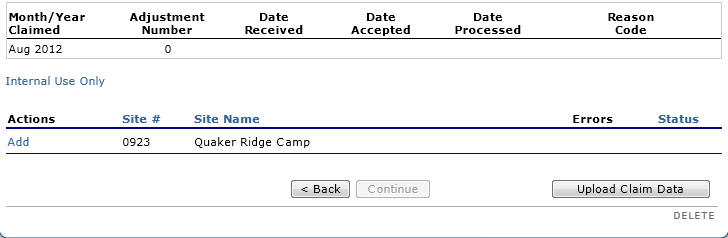 Month/Year Claimed Adjustment Number Date Received Date Accepted Date Processed Reason Code
Aug 2012 0
Internal Use Only
Actions Site # Site Name Errors Status
Add 0923 Quaker Ridge Camp
< Back Continue Upload Claim Data
DELETE